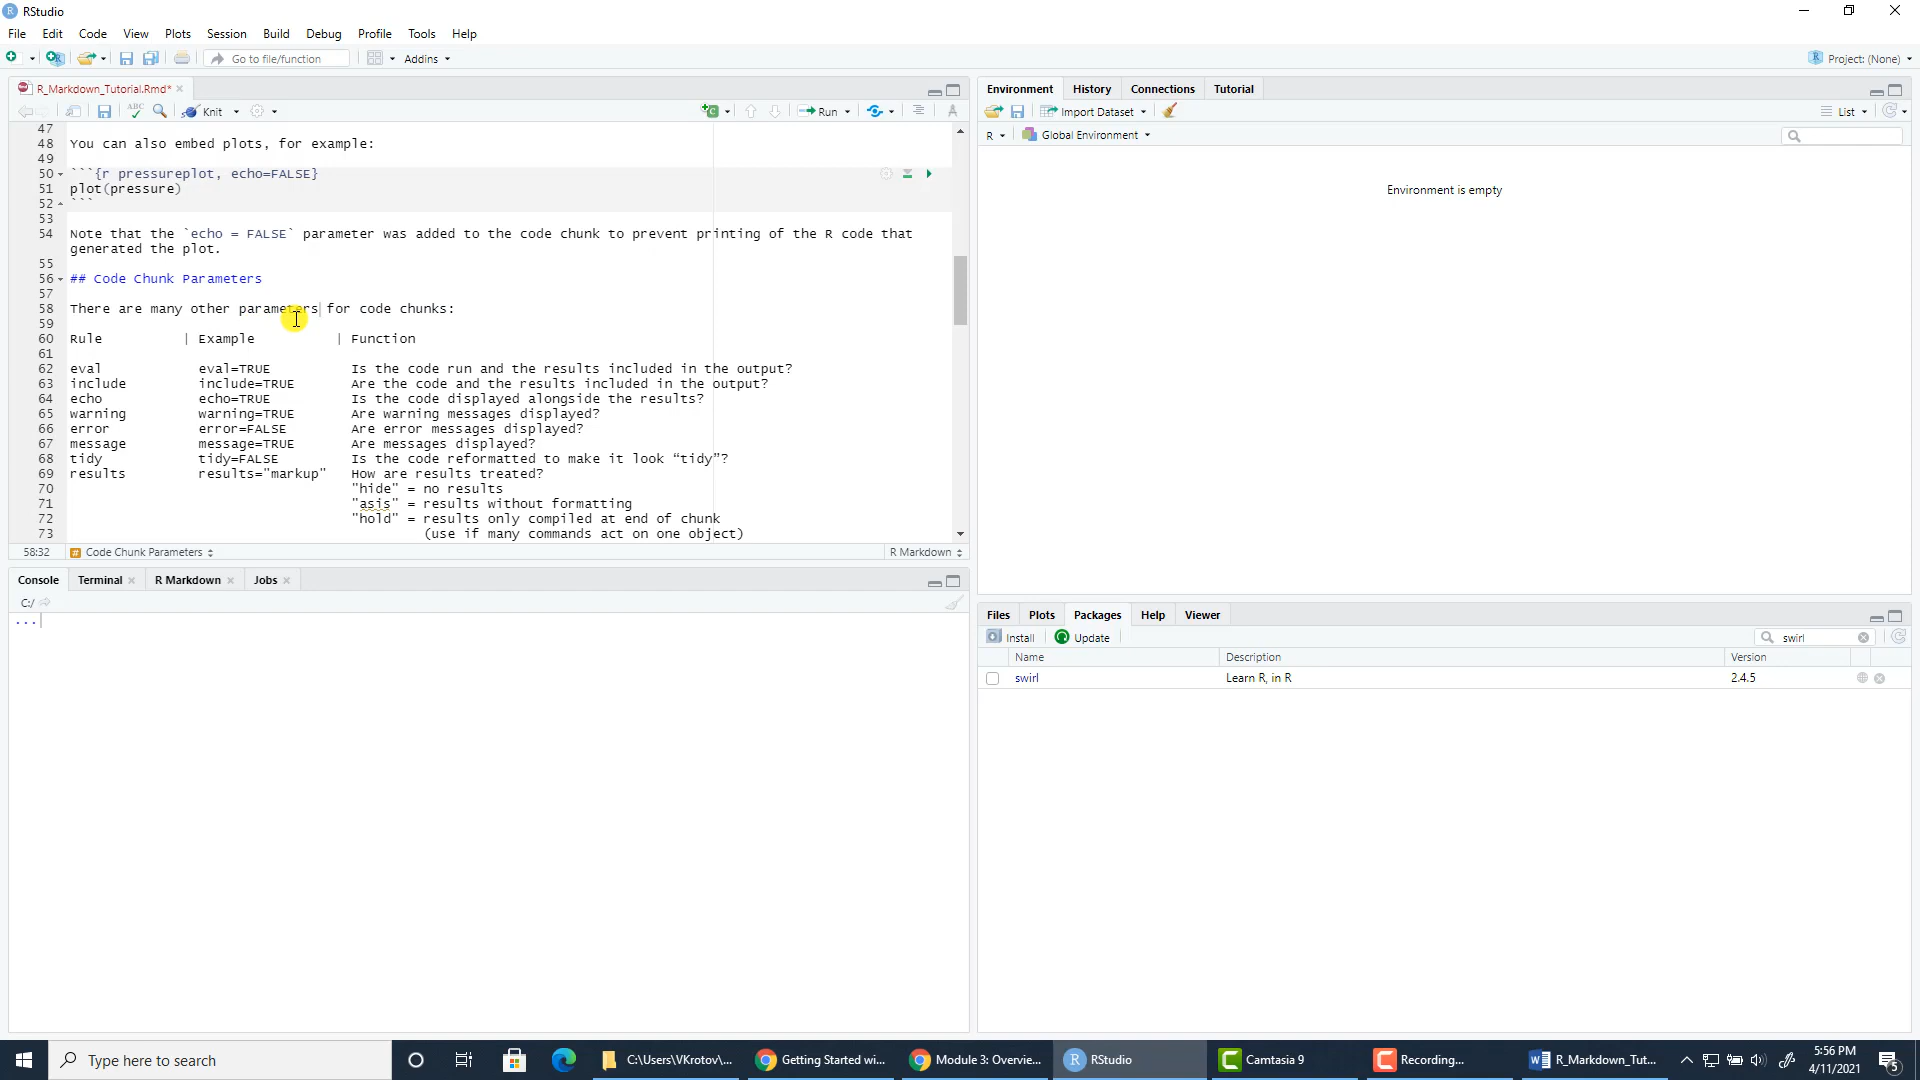 RStudio
File Edit Code View Plots Session Build Debug Profile Tools Help
Go to file/function Addins Project: (None)
R_Markdown_Tutorial.Rmd*
Knit Run
47
48 You can also embed plots, for example:
49
50 ```{r pressureplot, echo=FALSE}
51 plot(pressure)
52 ```
53
54 Note that the `echo = FALSE` parameter was added to the code chunk to prevent printing of the R code that
generated the plot.
55
56 ## Code Chunk Parameters
57
58 There are many other parameters for code chunks:
59
60 Rule | Example | Function
61
62 eval eval=TRUE Is the code run and the results included in the output?
63 include include=TRUE Are the code and the results included in the output?
64 echo echo=TRUE Is the code displayed alongside the results?
65 warning warning=TRUE Are warning messages displayed?
66 error error=FALSE Are error messages displayed?
67 message message=TRUE Are messages displayed?
68 tidy tidy=FALSE Is the code reformatted to make it look “tidy”?
69 results results="markup" How are results treated?
70 "hide" = no results
71 "asis" = results without formatting
72 "hold" = results only compiled at end of chunk
73 (use if many commands act on one object)
58:32 # Code Chunk Parameters R Markdown
Console Terminal R Markdown Jobs
C:/
...
Environment History Connections Tutorial
Import Dataset List
R Global Environment
Environment is empty
Files Plots Packages Help Viewer
Install Update swirl
Name Description Version
swirl Learn R, in R 2.4.5
Type here to search
C:\Users\VKrotov\...
Getting Started wi...
Module 3: Overvie...
RStudio
Camtasia 9
Recording...
R_Markdown_Tut...
5:56 PM
4/11/2021
5